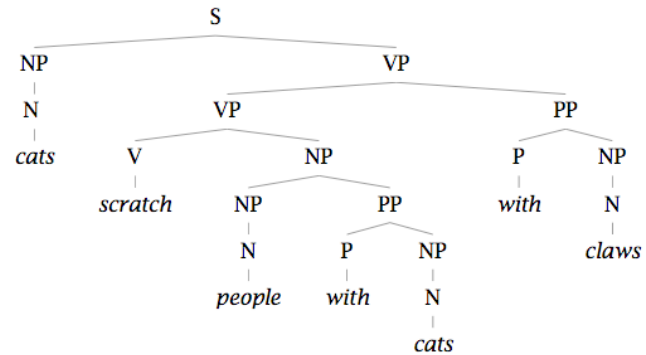 S
NP VP
N VP PP
cats V NP P NP
scratch NP PP with N
N P NP claws
people with N
cats